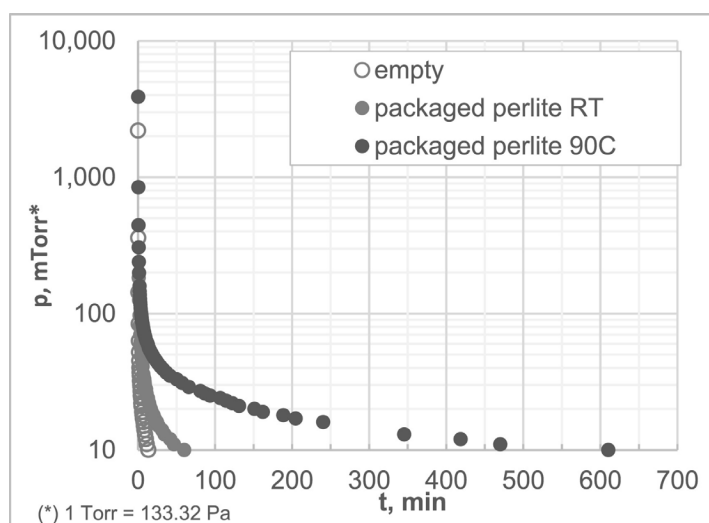 10,000
1,000
100
10
p, mTorr*
empty
packaged perlite RT
packaged perlite 90C
0 100 200 300 400 500 600 700
t, min
(*) 1 Torr = 133.32 Pa